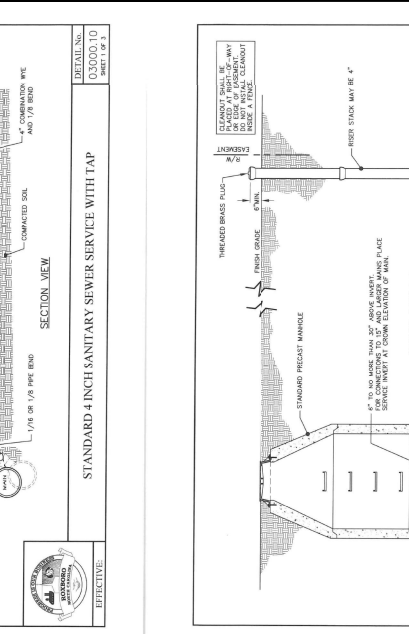 4" COMBINATION WYE
AND 1/8 BEND
COMPACTED SOIL
SECTION VIEW
1/16 OR 1/8 PIPE BEND
MAIN
STANDARD 4 INCH SANITARY SEWER SERVICE WITH TAP
DETAIL No.
03000.10
SHEET 1 OF 3
ROXBORO
NORTH CAROLINA
EFFECTIVE:
CLEANOUT SHALL BE
PLACED AT RIGHT-OF-WAY
OR EDGE OF EASEMENT.
DO NOT INSTALL CLEANOUT
INSIDE A FENCE.
R/W
EASEMENT
THREADED BRASS PLUG
6"MIN.
FINISH GRADE
RISER STACK MAY BE 4"
STANDARD PRECAST MANHOLE
6" TO NO MORE THAN 30" ABOVE INVERT.
FOR CONNECTIONS TO 15" AND LARGER MAINS PLACE
SERVICE INVERT AT CROWN ELEVATION OF MAIN.